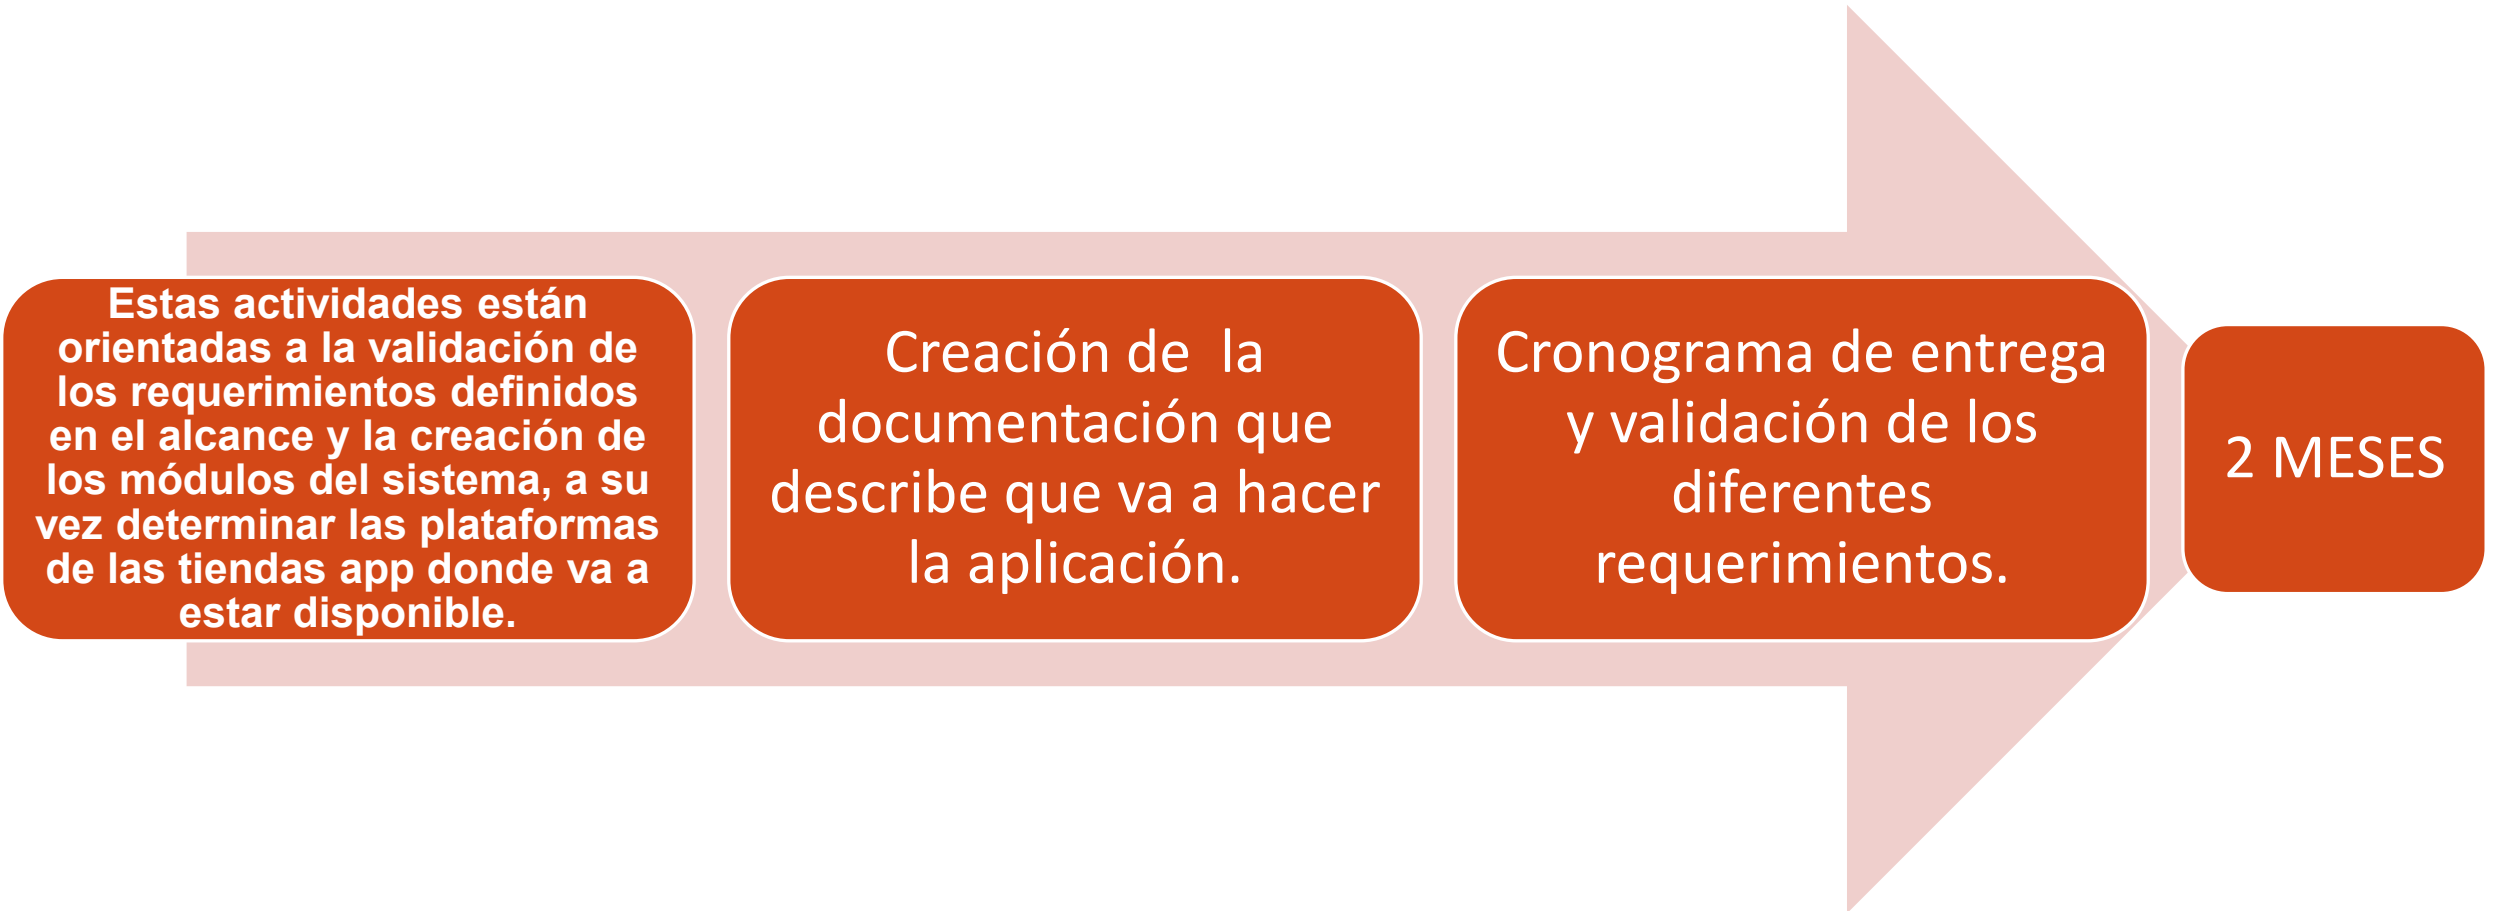 Estas actividades están
orientadas a la validación de
los requerimientos definidos
en el alcance y la creación de
los módulos del sistema, a su
vez determinar las plataformas
de las tiendas app donde va a
estar disponible.
Creación de  la
documentación que
describe que va a hacer
la aplicación.
Cronograma de entrega
y validación de los
diferentes
requerimientos.
2 MESES